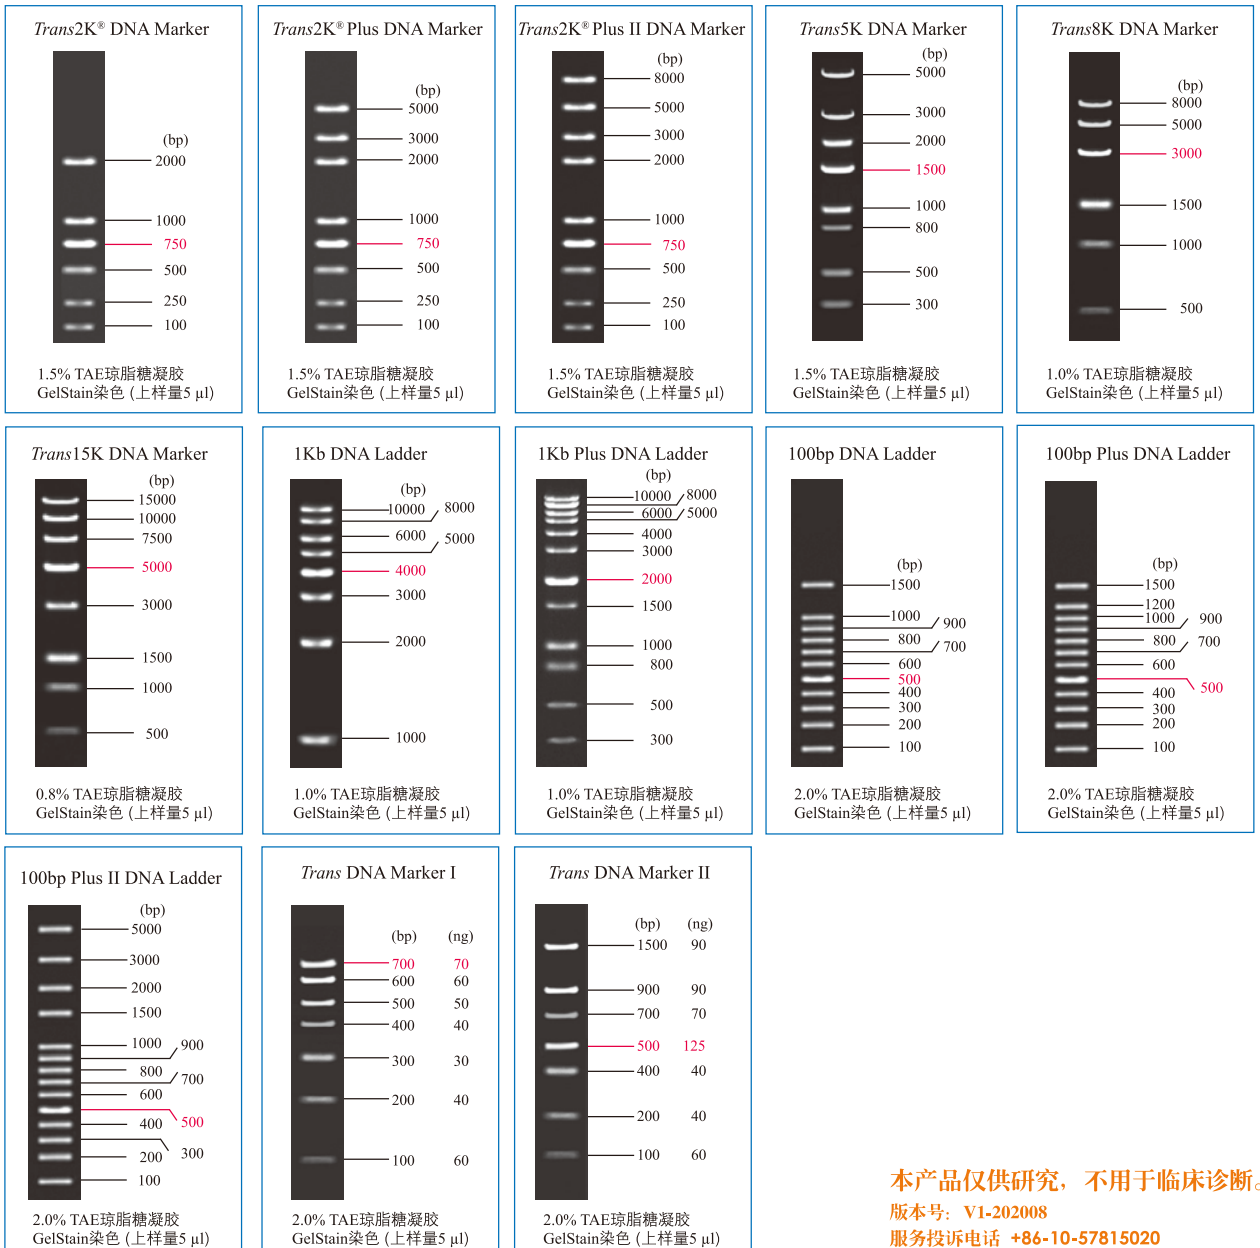 Trans2K® DNA Marker
(bp)
2000
1000
750
500
250
100
1.5% TAE琼脂糖凝胶
GelStain染色 (上样量5 µl)
Trans2K® Plus DNA Marker
(bp)
5000
3000
2000
1000
750
500
250
100
1.5% TAE琼脂糖凝胶
GelStain染色 (上样量5 µl)
Trans2K® Plus II DNA Marker
(bp)
8000
5000
3000
2000
1000
750
500
250
100
1.5% TAE琼脂糖凝胶
GelStain染色 (上样量5 µl)
Trans5K DNA Marker
(bp)
5000
3000
2000
1500
1000
800
500
300
1.5% TAE琼脂糖凝胶
GelStain染色 (上样量5 µl)
Trans8K DNA Marker
(bp)
8000
5000
3000
1500
1000
500
1.0% TAE琼脂糖凝胶
GelStain染色 (上样量5 µl)
Trans15K DNA Marker
(bp)
15000
10000
7500
5000
3000
1500
1000
500
0.8% TAE琼脂糖凝胶
GelStain染色 (上样量5 µl)
1Kb DNA Ladder
(bp)
10000 8000
6000 5000
4000
3000
2000
1000
1.0% TAE琼脂糖凝胶
GelStain染色 (上样量5 µl)
1Kb Plus DNA Ladder
(bp)
10000 8000
6000 5000
4000
3000
2000
1500
1000
800
500
300
1.0% TAE琼脂糖凝胶
GelStain染色 (上样量5 µl)
100bp DNA Ladder
(bp)
1500
1000 900
800 700
600
500
400
300
200
100
2.0% TAE琼脂糖凝胶
GelStain染色 (上样量5 µl)
100bp Plus DNA Ladder
(bp)
1500
1200
1000 900
800 700
600
500
400
300
200
100
2.0% TAE琼脂糖凝胶
GelStain染色 (上样量5 µl)
100bp Plus II DNA Ladder
(bp)
5000
3000
2000
1500
1000 900
800 700
600
500
400
300
200
100
2.0% TAE琼脂糖凝胶
GelStain染色 (上样量5 µl)
Trans DNA Marker I
(bp) (ng)
700 70
600 60
500 50
400 40
300 30
200 40
100 60
2.0% TAE琼脂糖凝胶
GelStain染色 (上样量5 µl)
Trans DNA Marker II
(bp) (ng)
1500 90
900 90
700 70
500 125
400 40
200 40
100 60
2.0% TAE琼脂糖凝胶
GelStain染色 (上样量5 µl)
本产品仅供研究，不用于临床诊断。
版本号：V1-202008
服务投诉电话 +86-10-57815020